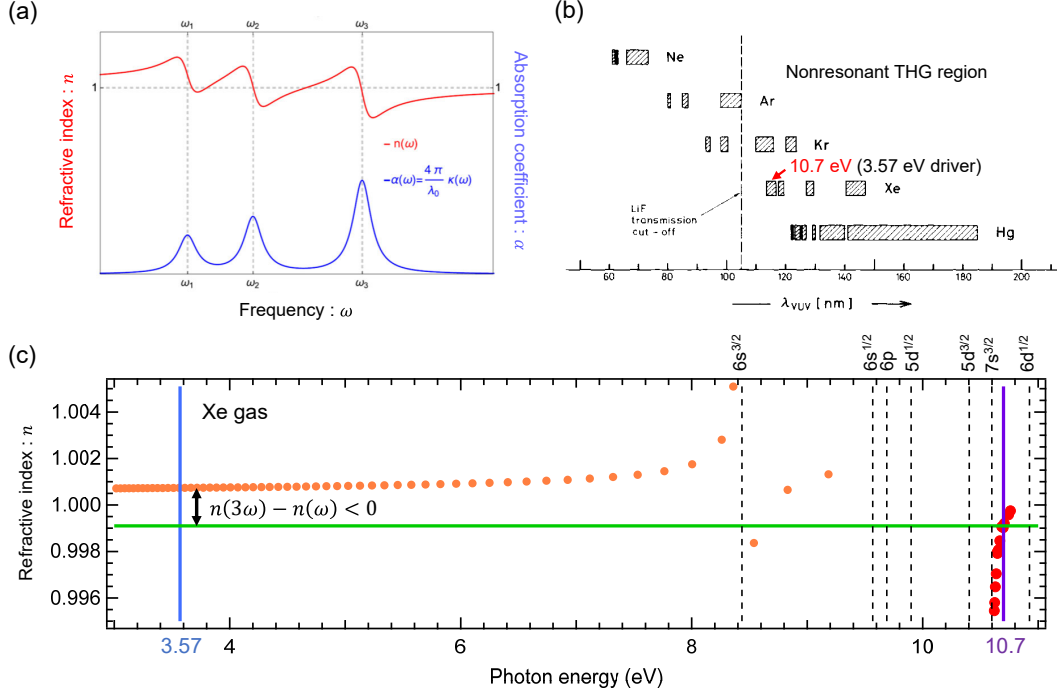 (a)
ω₁ ω₂ ω₃
Refractive index : n
1
1
Absorption coefficient : α
- n(ω)
-α(ω)= 4 π / λ₀ κ(ω)
ω₁ ω₂ ω₃
Frequency : ω
(b)
Ne
Nonresonant THG region
Ar
Kr
10.7 eV (3.57 eV driver)
Xe
LiF
transmission
cut - off
Hg
60 80 100 120 140 160 180 200
λVUV [ nm ]
(c)
6s3/2 6s1/2 6p 5d1/2 5d3/2 7s3/2 6d1/2
Xe gas
Refractive index : n
1.004
1.002
1.000
0.998
0.996
n(3ω) − n(ω) < 0
3.57 4 6 8 10 10.7
Photon energy (eV)